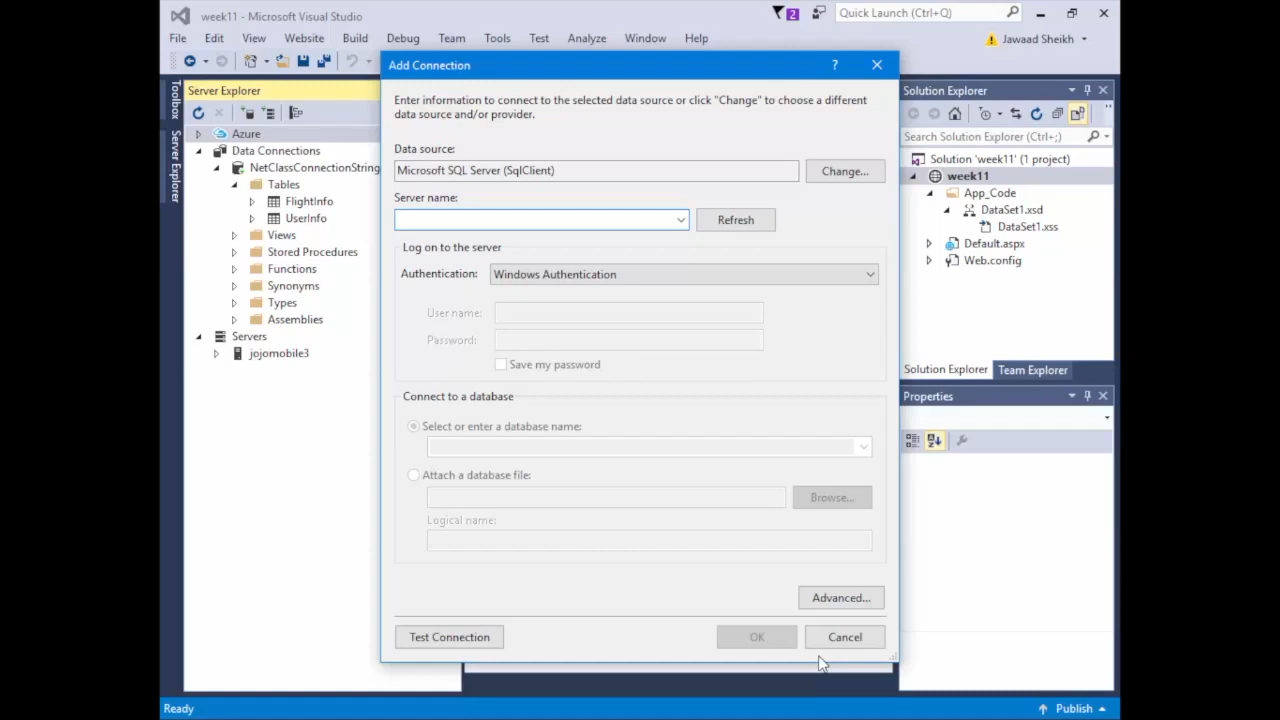 week11 - Microsoft Visual Studio
2
Quick Launch (Ctrl+Q)
File Edit View Website Build Debug Team Tools Test Analyze Window Help
Jawaad Sheikh
Toolbox
Server Explorer
Server Explorer
Azure
Data Connections
NetClassConnectionString
Tables
FlightInfo
UserInfo
Views
Stored Procedures
Functions
Synonyms
Types
Assemblies
Servers
jojomobile3
Add Connection
?
Enter information to connect to the selected data source or click "Change" to choose a different
data source and/or provider.
Data source:
Microsoft SQL Server (SqlClient)
Change...
Server name:
Refresh
Log on to the server
Authentication:
Windows Authentication
User name:
Password:
Save my password
Connect to a database
Select or enter a database name:
Attach a database file:
Browse...
Logical name:
Advanced...
Test Connection
OK
Cancel
Solution Explorer
Search Solution Explorer (Ctrl+;)
Solution 'week11' (1 project)
week11
App_Code
DataSet1.xsd
DataSet1.xss
Default.aspx
Web.config
Solution Explorer
Team Explorer
Properties
Ready
Publish